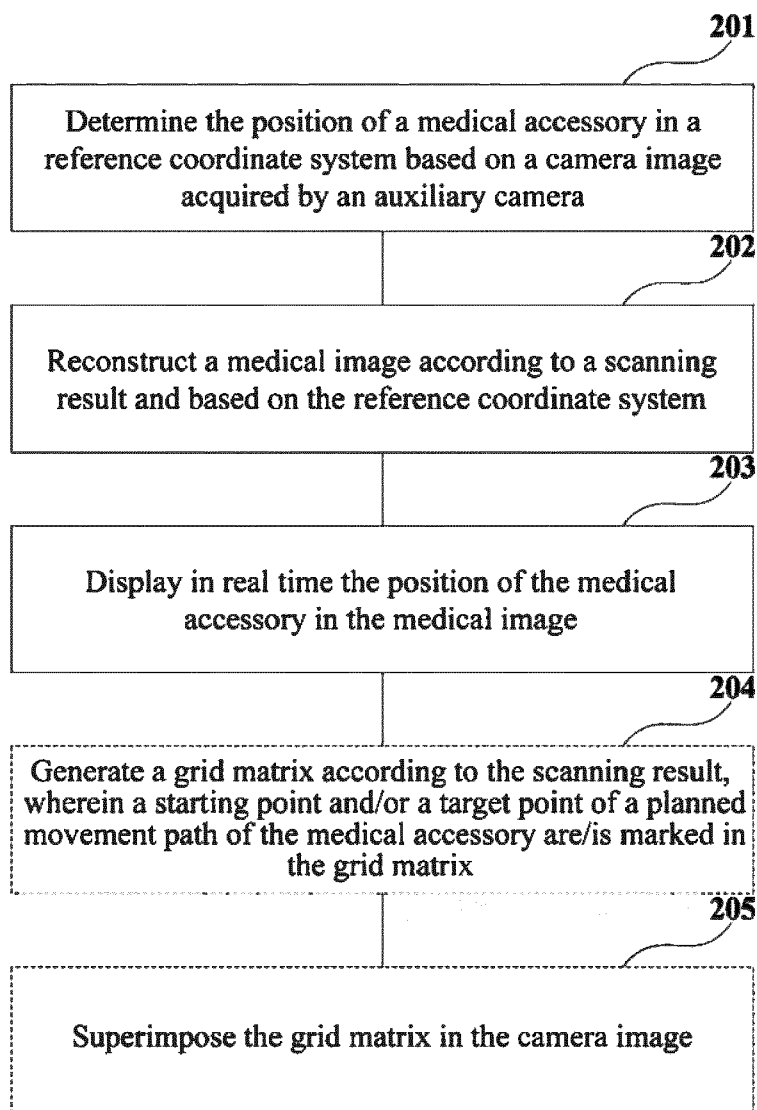 201
Determine the position of a medical accessory in a
reference coordinate system based on a camera image
acquired by an auxiliary camera
202
Reconstruct a medical image according to a scanning
result and based on the reference coordinate system
203
Display in real time the position of the medical
accessory in the medical image
204
Generate a grid matrix according to the scanning result,
wherein a starting point and/or a target point of a planned
movement path of the medical accessory are/is marked in
the grid matrix
205
Superimpose the grid matrix in the camera image